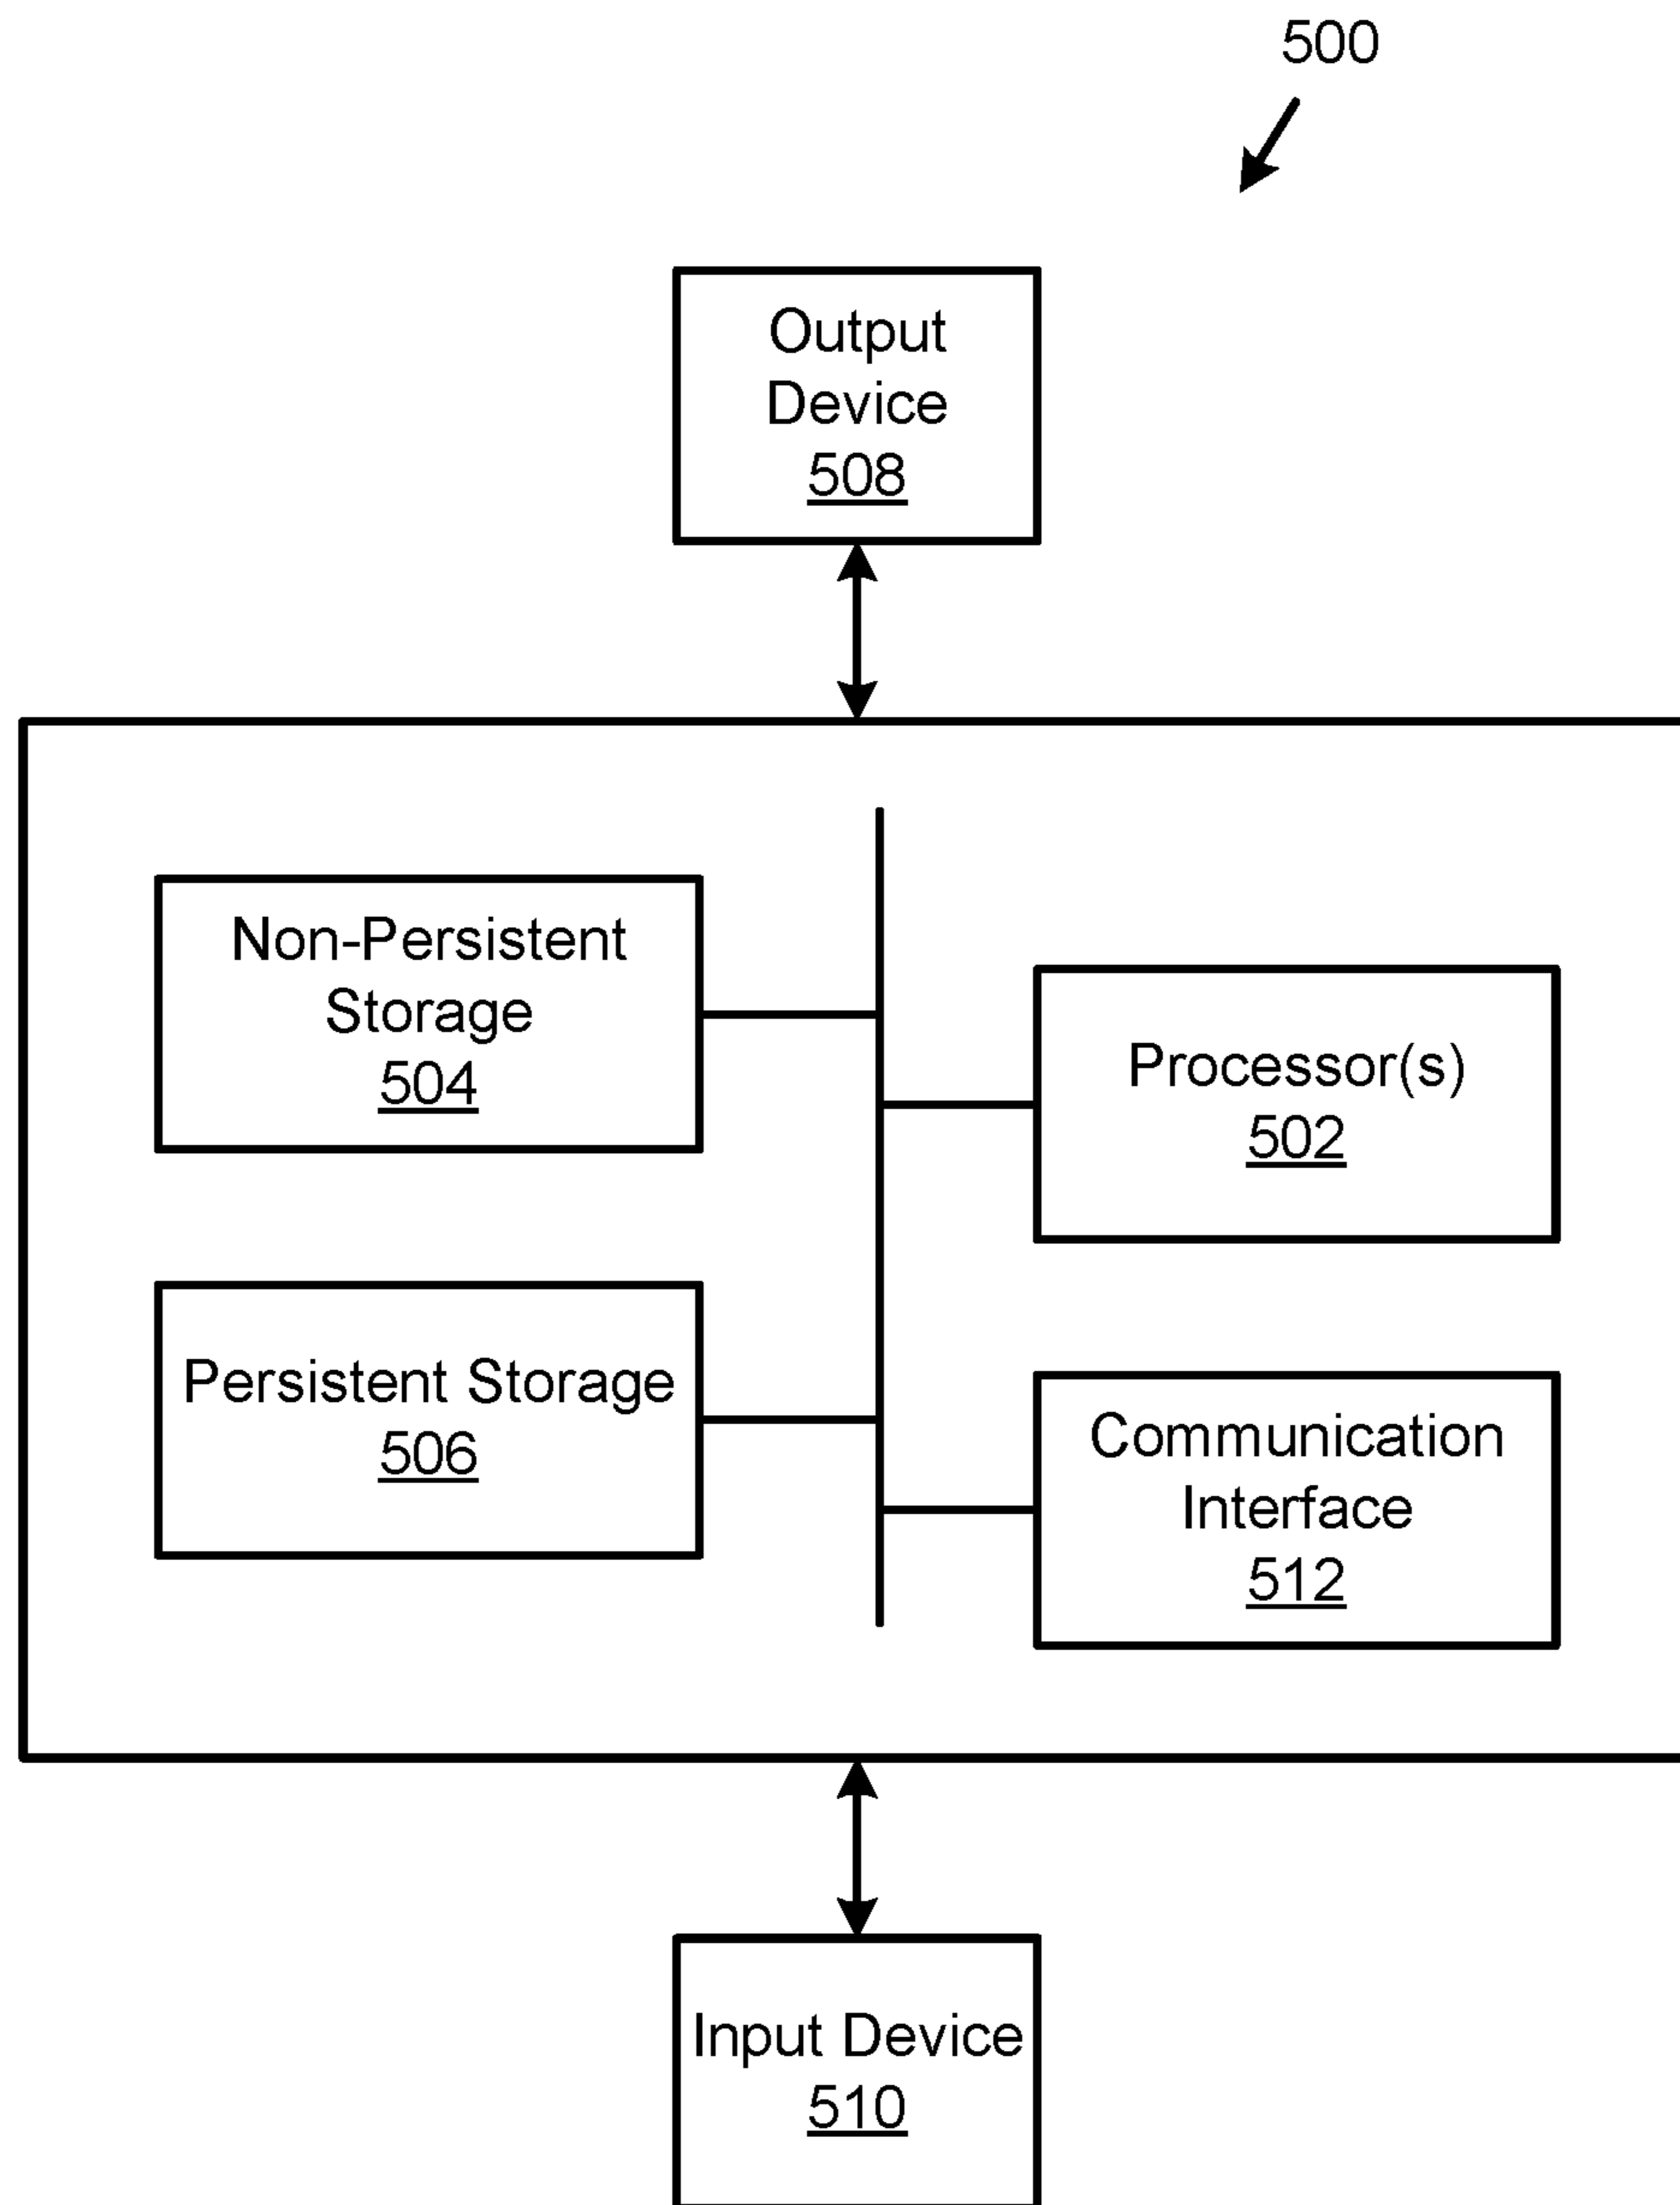 500
Output
Device
508
Non-Persistent
Storage
504
Processor(s)
502
Persistent Storage
506
Communication
Interface
512
Input Device
510